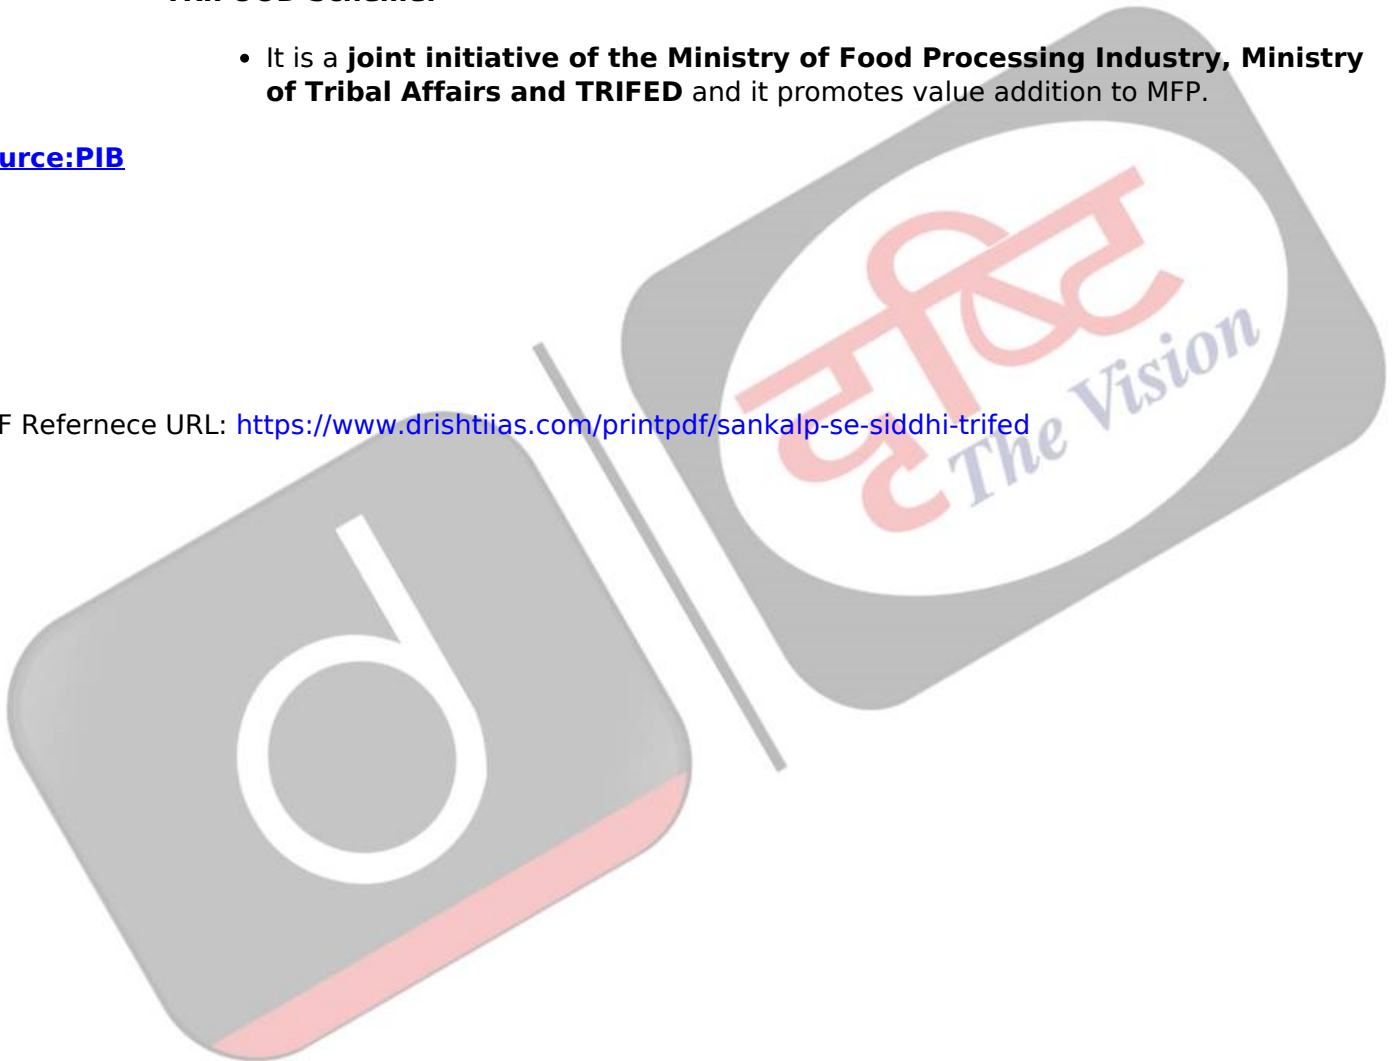 • It is a joint initiative of the Ministry of Food Processing Industry, Ministry
of Tribal Affairs and TRIFED and it promotes value addition to MFP.
urce:PIB
दृष्टि
The Vision
F Refernece URL: https://www.drishtiias.com/printpdf/sankalp-se-siddhi-trifed
d